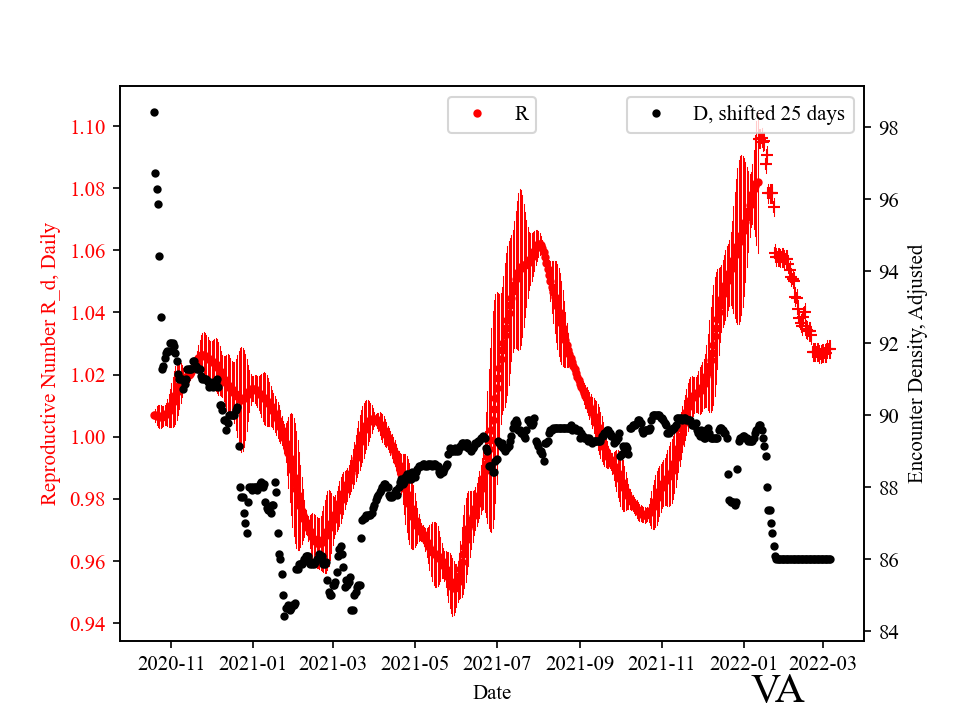 R
D, shifted 25 days
1.10
1.08
1.06
1.04
1.02
1.00
0.98
0.96
0.94
Reproductive Number R_d, Daily
98
96
94
92
90
88
86
84
Encounter Density, Adjusted
2020-11 2021-01 2021-03 2021-05 2021-07 2021-09 2021-11 2022-01 2022-03
Date
VA